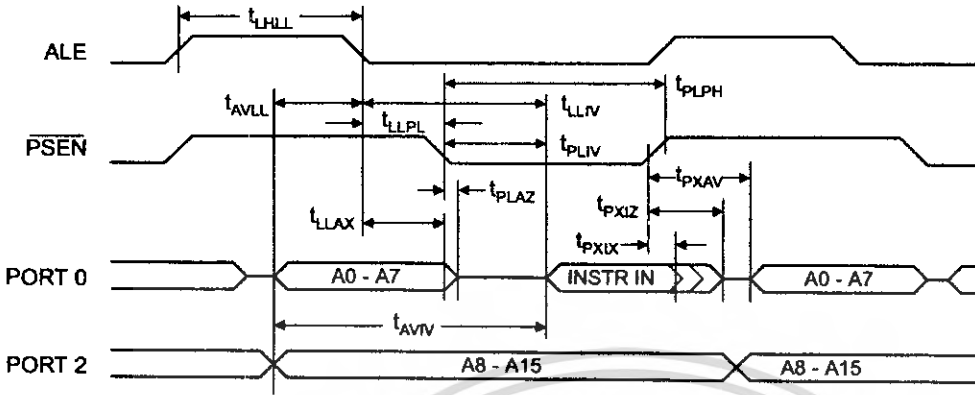 tLHLL
ALE
tPLPH
tAVLL
tLLIV
tLLPL
PSEN
tPLIV
tPXAV
tPLAZ
tPXIZ
tLLAX
tPXIX
PORT 0
A0 - A7
INSTR IN
A0 - A7
tAVIV
PORT 2
A8 - A15
A8 - A15